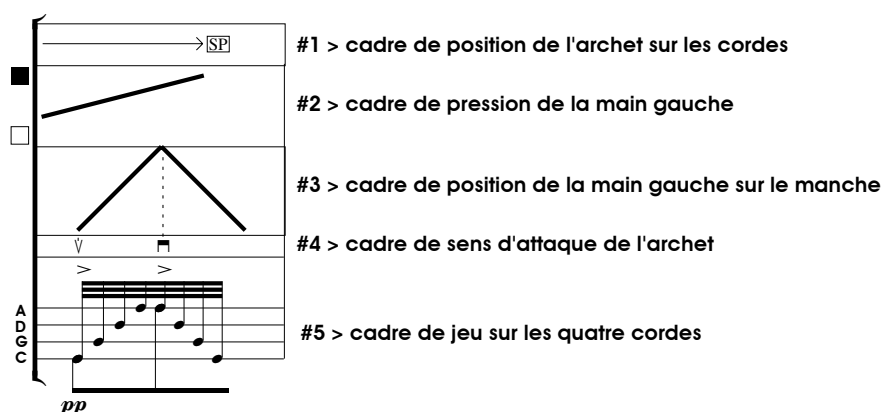 SP #1 > cadre de position de l'archet sur les cordes
#2 > cadre de pression de la main gauche
#3 > cadre de position de la main gauche sur le manche
#4 > cadre de sens d'attaque de l'archet
A
D
G
C
#5 > cadre de jeu sur les quatre cordes
pp